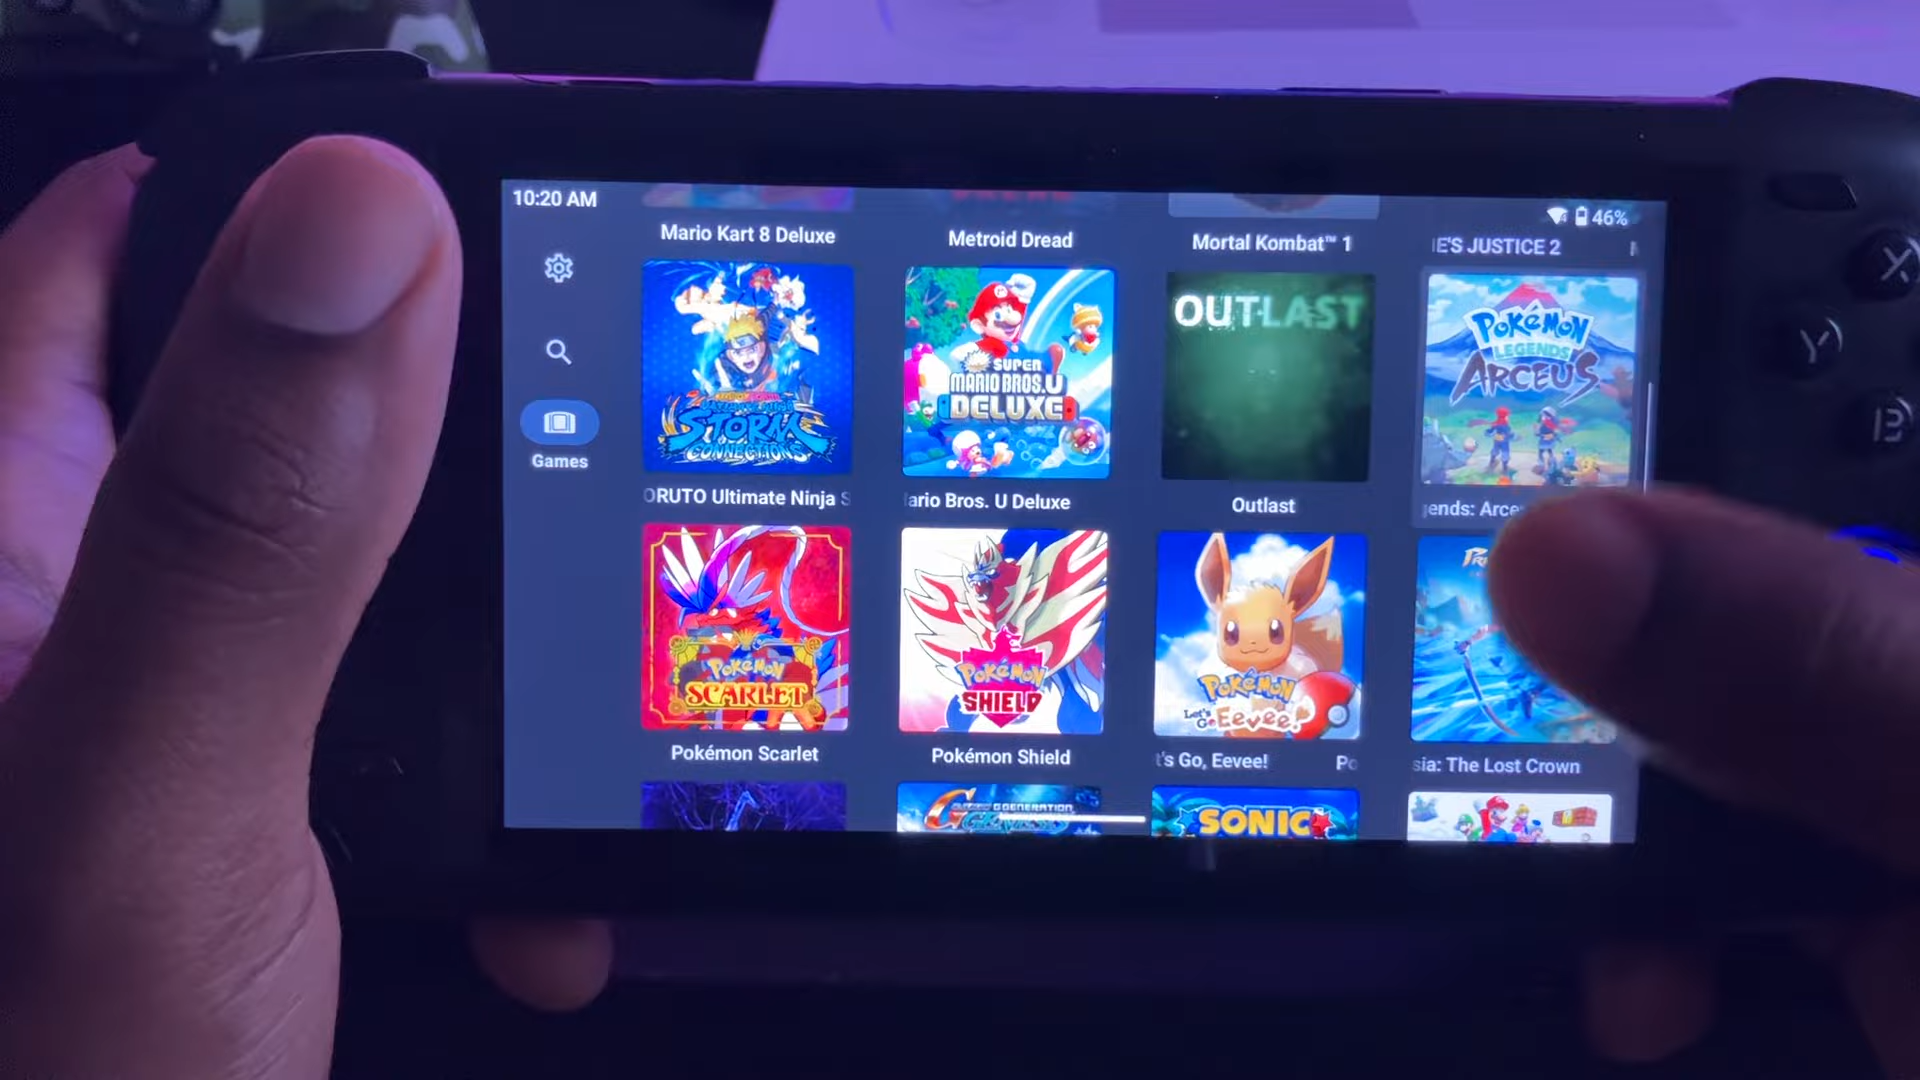 10:20 AM
46%
Mario Kart 8 Deluxe
Metroid Dread
Mortal Kombat™ 1
E'S JUSTICE 2
STORM
CONNECTIONS
SUPER
MARIO BROS. U
DELUXE
OUTLAST
POKÉMON
LEGENDS
ARCEUS
Games
ORUTO Ultimate Ninja S
ario Bros. U Deluxe
Outlast
ends: Arce
POKÉMON
SCARLET
POKÉMON
SHIELD
POKÉMON
Let's Go Eevee!
Pokémon Scarlet
Pokémon Shield
t's Go, Eevee!
Po
sia: The Lost Crown
G GENERATION
GENESIS
SONIC
X
Y
B